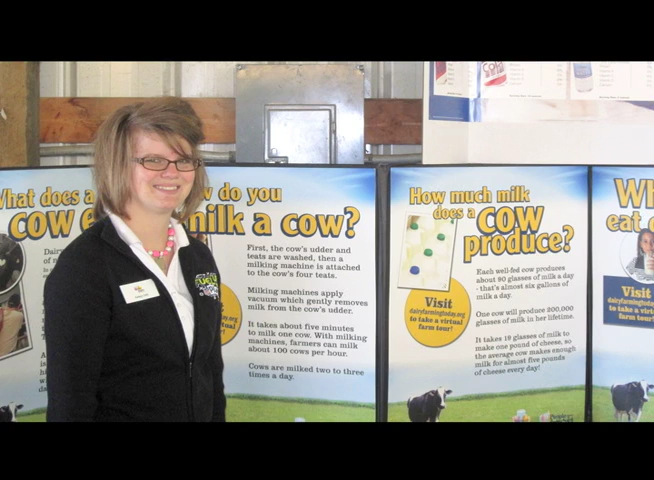 What does a
cow e
Dairy
of
w do you
milk a cow?
First, the cow's udder and
teats are washed, then a
milking machine is attached
to the cow's four teats.
Milking machines apply
vacuum which gently removes
milk from the cow's udder.
It takes about five minutes
to milk one cow. With milking
machines, farmers can milk
about 100 cows per hour.
Cows are milked two to three
times a day.
How much milk
does a cow
produce?
Each well-fed cow produces
about 90 glasses of milk a day
- that's almost six gallons of
milk a day.
One cow will produce 200,000
glasses of milk in her lifetime.
It takes 18 glasses of milk to
make one pound of cheese, so
the average cow makes enough
milk for almost five pounds
of cheese every day!
Visit
dairyfarmingtoday.org
to take a virtual
farm tour!
Wh
eat
Visit
dairyfarmingtoday.org
to take a virtual
farm tour!